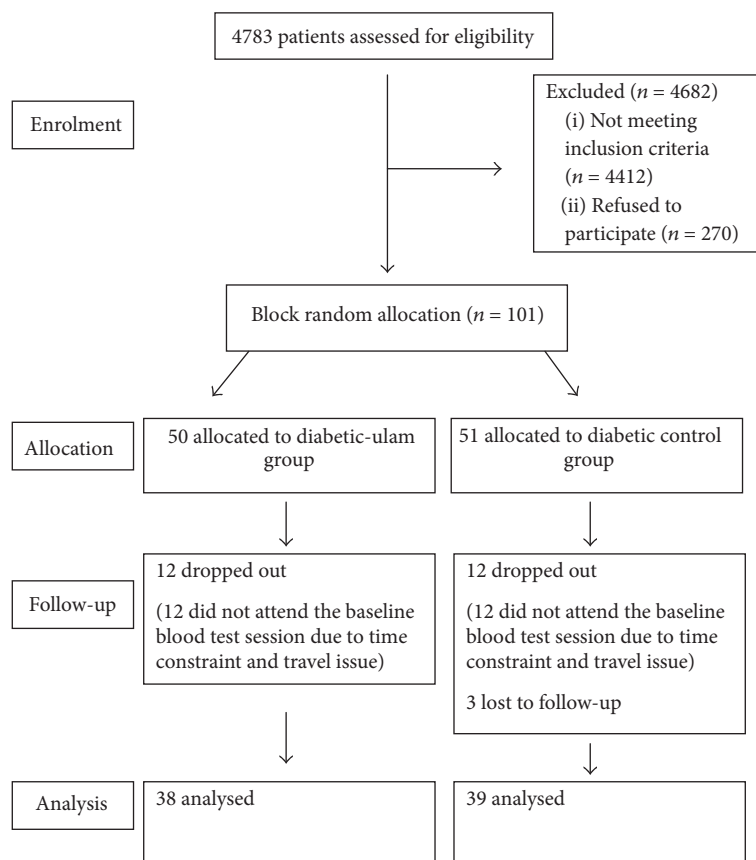 4783 patients assessed for eligibility
Enrolment
Excluded (n = 4682)
(i) Not meeting
inclusion criteria
(n = 4412)
(ii) Refused to
participate (n = 270)
Block random allocation (n = 101)
Allocation
50 allocated to diabetic-ulam
group
51 allocated to diabetic control
group
Follow-up
12 dropped out
(12 did not attend the baseline
blood test session due to time
constraint and travel issue)
12 dropped out
(12 did not attend the baseline
blood test session due to time
constraint and travel issue)
3 lost to follow-up
Analysis
38 analysed
39 analysed